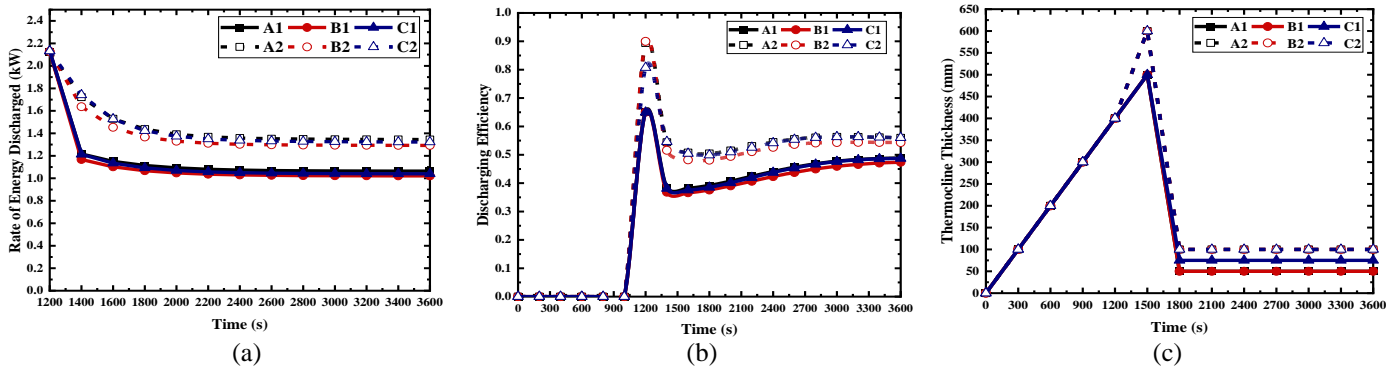 Rate of Energy Discharged (kW)
2.4
2.2
2.0
1.8
1.6
1.4
1.2
1.0
0.8
0.6
0.4
0.2
0.0
A1 B1 C1
A2 B2 C2
1200 1400 1600 1800 2000 2200 2400 2600 2800 3000 3200 3400 3600
Time (s)
(a)
Discharging Efficiency
1.0
0.9
0.8
0.7
0.6
0.5
0.4
0.3
0.2
0.1
0.0
A1 B1 C1
A2 B2 C2
0 300 600 900 1200 1500 1800 2100 2400 2700 3000 3300 3600
Time (s)
(b)
Thermocline Thickness (mm)
650
600
550
500
450
400
350
300
250
200
150
100
50
0
A1 B1 C1
A2 B2 C2
0 300 600 900 1200 1500 1800 2100 2400 2700 3000 3300 3600
Time (s)
(c)